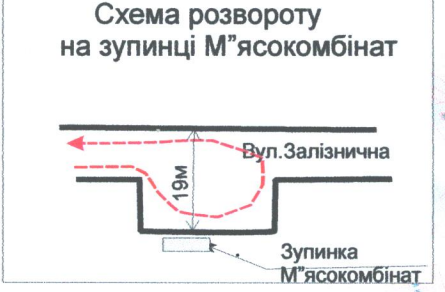 Схема розвороту
на зупинці М”ясокомбінат
Вул.Залізнична
19м
Зупинка
М”ясокомбінат